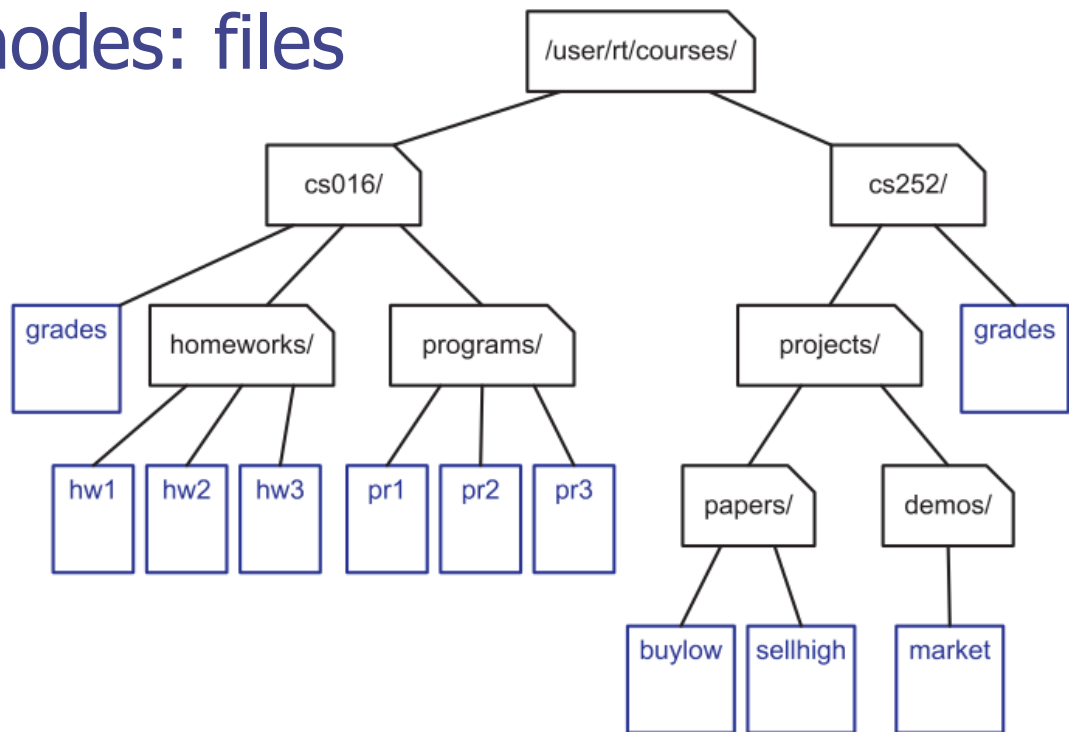 nodes: files
/user/rt/courses/
cs016/
cs252/
grades
homeworks/
programs/
projects/
grades
hw1
hw2
hw3
pr1
pr2
pr3
papers/
demos/
buylow
sellhigh
market